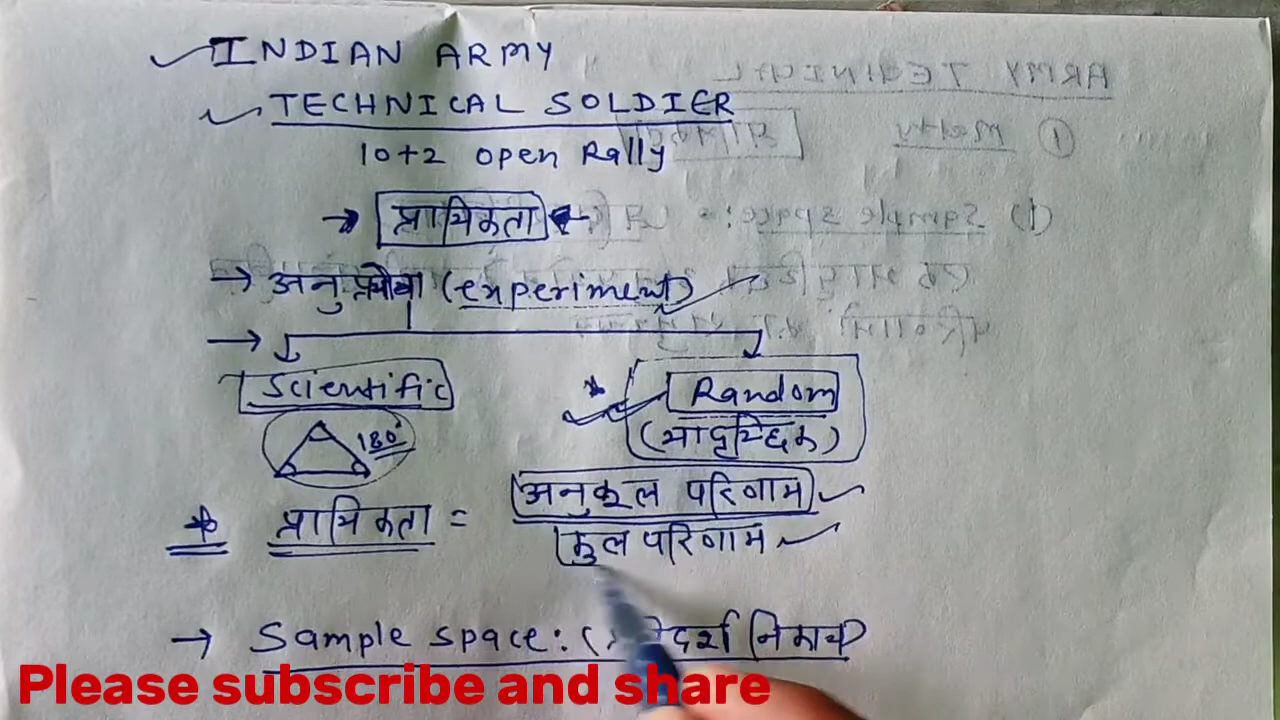 INDIAN ARMY
TECHNICAL SOLDIER
10+2 open Rally
प्रायिकता
अनुप्रयोग (experiment)
Scientific
Random
(यादृच्छिक)
180°
प्रायिकता = अनुकूल परिणाम
कुल परिणाम
Sample space: (
Please subscribe and share